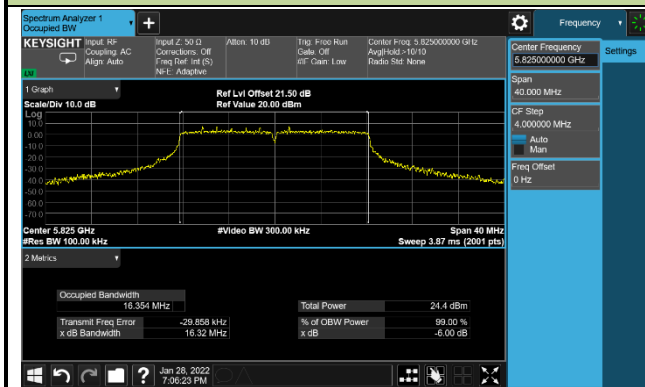 Spectrum Analyzer 1
Occupied BW
Frequency
KEYSIGHT
Input: RF
Coupling: AC
Align: Auto
Input Z: 50 Ω
Corrections: Off
Freq Ref: Int (S)
NFE: Adaptive
Atten: 10 dB
Trig: Free Run
Gate: Off
#IF Gain: Low
Center Freq: 5.825000000 GHz
Avg|Hold:>10/10
Radio Std: None
Center Frequency
5.825000000 GHz
Settings
Span
40.000 MHz
CF Step
4.000000 MHz
Auto
Man
Freq Offset
0 Hz
1 Graph
Scale/Div 10.0 dB
Ref Lvl Offset 21.50 dB
Ref Value 20.00 dBm
Log
10.0
0.00
-10.0
-20.0
-30.0
-40.0
-50.0
-60.0
-70.0
Center 5.825 GHz
#Video BW 300.00 kHz
Span 40 MHz
#Res BW 100.00 kHz
Sweep 3.87 ms (2001 pts)
2 Metrics
Occupied Bandwidth
16.354 MHz
Total Power
24.4 dBm
Transmit Freq Error
-29.858 kHz
% of OBW Power
99.00 %
x dB Bandwidth
16.32 MHz
x dB
-6.00 dB
Jan 28, 2022
7:06:23 PM